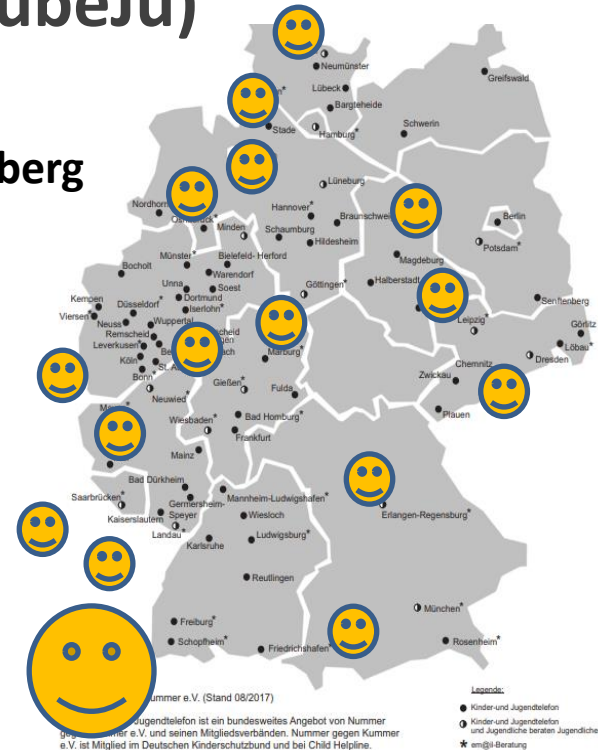 ubeJu)
berg
Neumünster
Greifswald
Lübeck
Bargteheide
Stade
Hamburg*
Schwerin
Lüneburg
Nordhorn
Hannover*
Minden
Schaumburg
Hildesheim
Berlin
Potsdam*
Münster*
Bielefeld- Herford
Magdeburg
Bocholt
Warendorf
Unna
Soest
Göttingen*
Halberstadt
Kempen
Düsseldorf*
Dortmund
Iserlohn*
Senftenberg
Viersen*
Neuss
Wuppertal
Leipzig*
Görlitz
Remscheid
Löbau*
Leverkusen*
Marburg*
Dresden
Köln
Chemnitz
Bonn*
Gießen*
Zwickau
Neuwied*
Fulda
Plauen
Wiesbaden*
Bad Homburg*
Frankfurt
Mainz
Bad Dürkheim
Saarbrücken*
Germersheim-
Mannheim-Ludwigshafen*
Kaiserslautern
Speyer
Wiesloch
Erlangen-Regensburg*
Landau*
Ludwigsburg*
Karlsruhe
Reutlingen
München*
Freiburg*
Schopfheim*
Friedrichshafen*
Rosenheim*
ummer e.V. (Stand 08/2017)
Legende:
Kinder-und Jugendtelefon
Jugendtelefon ist ein bundesweites Angebot von Nummer
Kinder-und Jugendtelefon
und Jugendliche beraten Jugendliche
e.V. und seinen Mitgliedsverbänden. Nummer gegen Kummer
e.V. ist Mitglied im Deutschen Kinderschutzbund und bei Child Helpline.
* em@il-Beratung